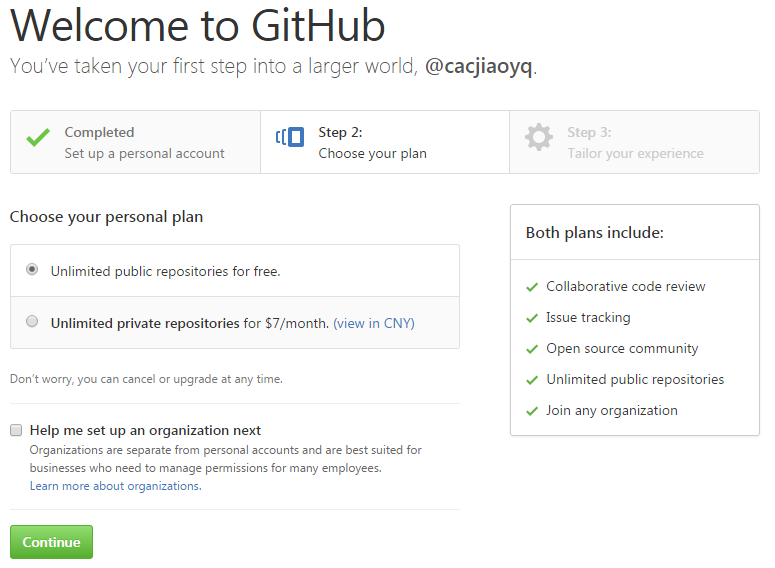 Welcome to GitHub
You've taken your first step into a larger world, @cacjiaoyq.
Completed
Set up a personal account
Step 2:
Choose your plan
Step 3:
Tailor your experience
Choose your personal plan
Unlimited public repositories for free.
Unlimited private repositories for $7/month. (view in CNY)
Don't worry, you can cancel or upgrade at any time.
Help me set up an organization next
Organizations are separate from personal accounts and are best suited for
businesses who need to manage permissions for many employees.
Learn more about organizations.
Continue
Both plans include:
Collaborative code review
Issue tracking
Open source community
Unlimited public repositories
Join any organization